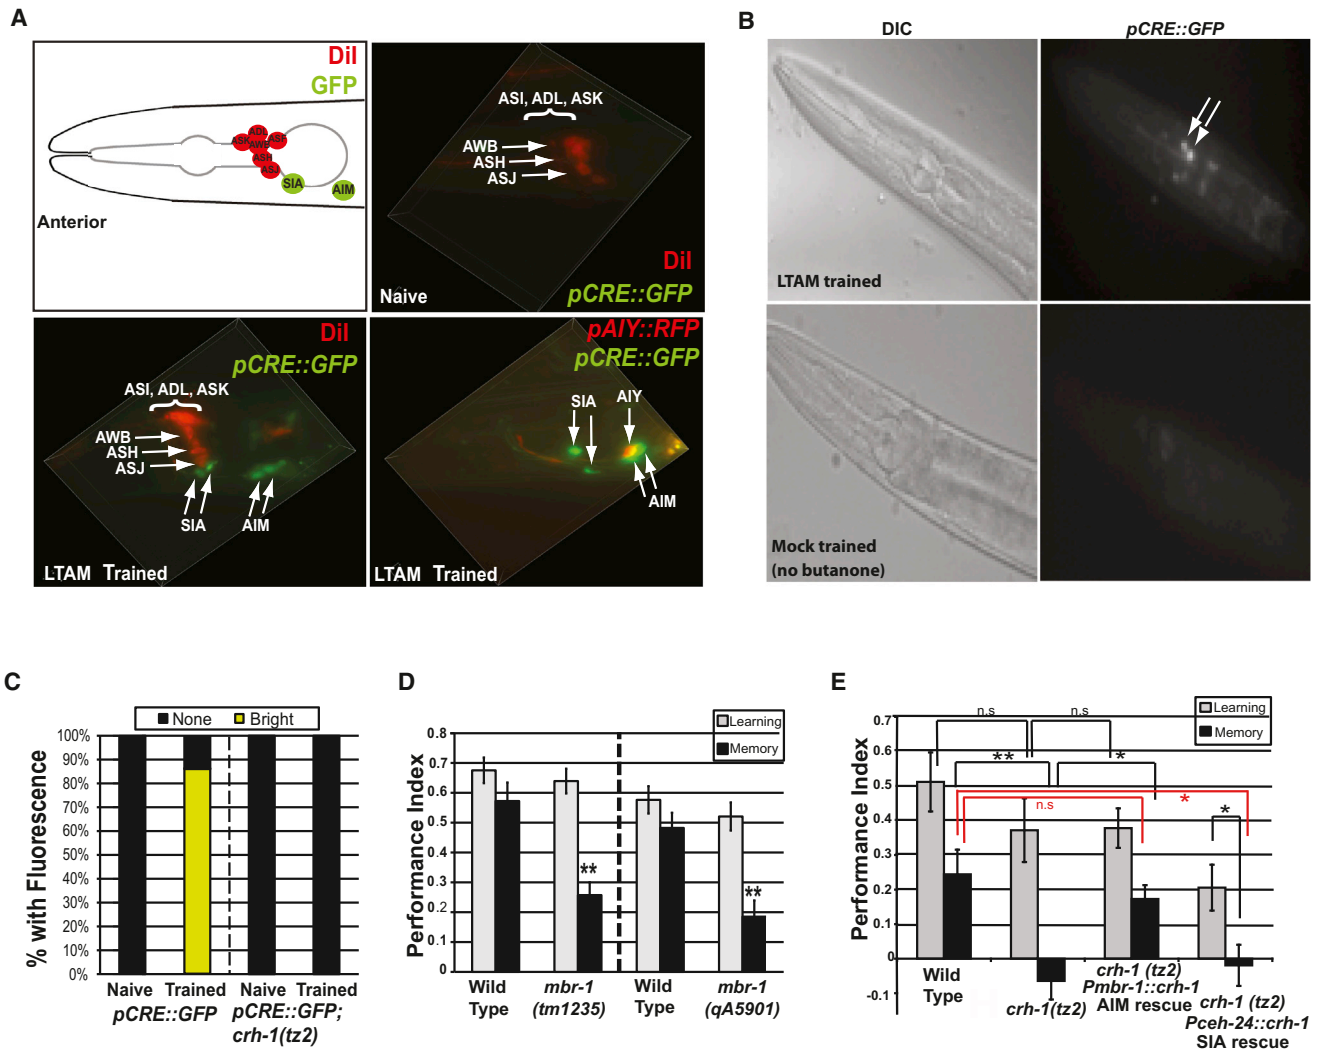 A
DiI
GFP
ADL
ASK
ASI
AWB
ASH
ASJ
SIA
AIM
Anterior
ASI, ADL, ASK
AWB
ASH
ASJ
DiI
pCRE::GFP
Naive
DiI
pCRE::GFP
ASI, ADL, ASK
AWB
ASH
ASJ
SIA
AIM
LTAM Trained
pAIY::RFP
pCRE::GFP
SIA
AIY
AIM
LTAM Trained
B
DIC
pCRE::GFP
LTAM trained
Mock trained
(no butanone)
C
None
Bright
% with Fluorescence
100%
90%
80%
70%
60%
50%
40%
30%
20%
10%
0%
Naive
Trained
Naive
Trained
pCRE::GFP
pCRE::GFP;
crh-1(tz2)
D
Learning
Memory
Performance Index
0.8
0.7
0.6
0.5
0.4
0.3
0.2
0.1
0
**
**
Wild
Type
mbr-1
(tm1235)
Wild
Type
mbr-1
(qA5901)
E
Learning
Memory
Performance Index
0.7
0.6
0.5
0.4
0.3
0.2
0.1
0
-0.1
n.s
n.s
**
*
n.s
*
*
Wild
Type
crh-1(tz2)
crh-1 (tz2)
Pmbr-1::crh-1
AIM rescue
crh-1 (tz2)
Pceh-24::crh-1
SIA rescue